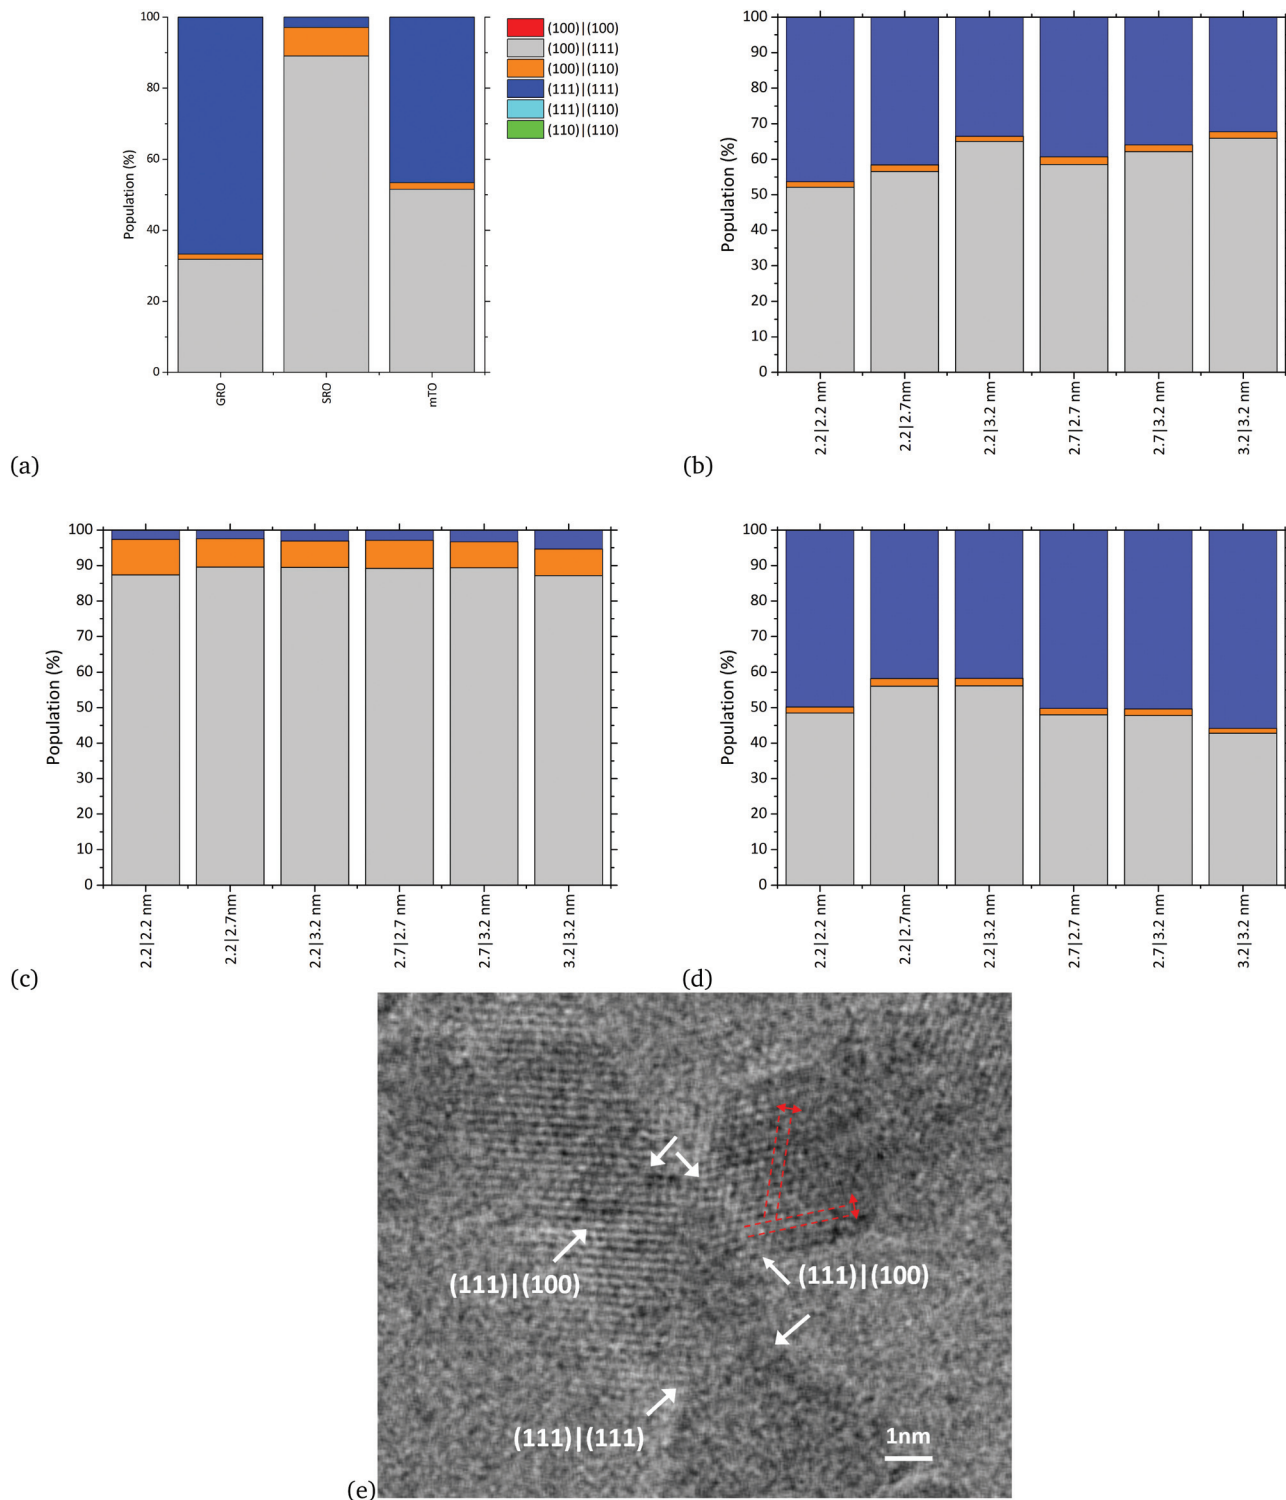 Population (%)
100
80
60
40
20
0
GRO
SRO
mTO
(100)|(100)
(100)|(111)
(100)|(110)
(111)|(111)
(111)|(110)
(110)|(110)
(a)
Population (%)
100
90
80
70
60
50
40
30
20
10
0
2.2|2.2 nm
2.2|2.7nm
2.2|3.2 nm
2.7|2.7 nm
2.7|3.2 nm
3.2|3.2 nm
(b)
Population (%)
100
90
80
70
60
50
40
30
20
10
0
2.2|2.2 nm
2.2|2.7nm
2.2|3.2 nm
2.7|2.7 nm
2.7|3.2 nm
3.2|3.2 nm
(c)
Population (%)
100
90
80
70
60
50
40
30
20
10
0
2.2|2.2 nm
2.2|2.7nm
2.2|3.2 nm
2.7|2.7 nm
2.7|3.2 nm
3.2|3.2 nm
(d)
(111)|(100)
(111)|(100)
(111)|(111)
1nm
(e)